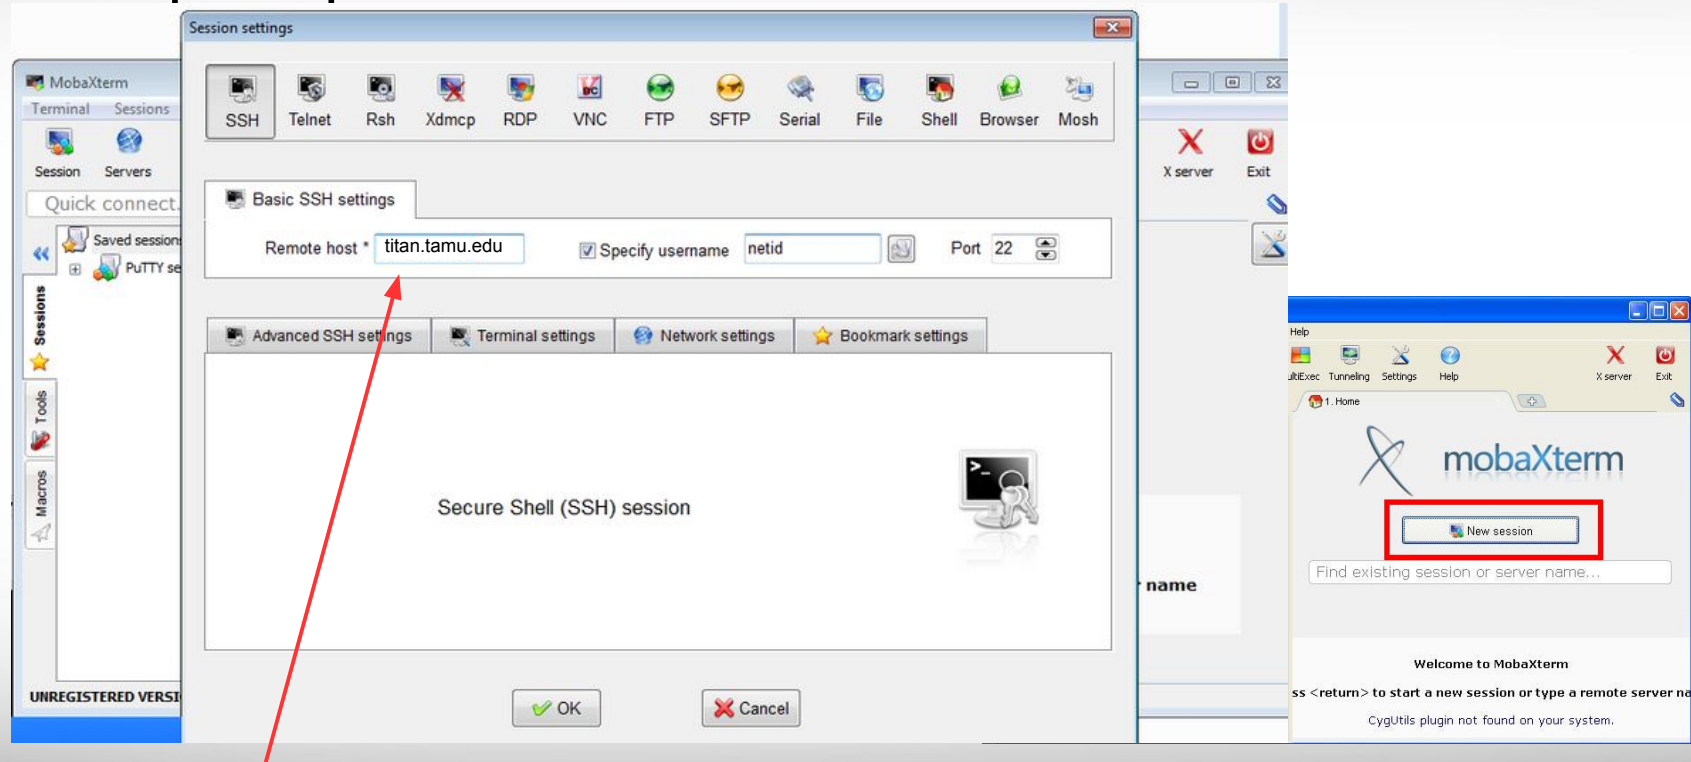 Session settings
MobaXterm
Terminal Sessions
Session Servers
Quick connect.
Saved session
PuTTY se
Sessions
Tools
Macros
UNREGISTERED VERSI
SSH Telnet Rsh Xdmcp RDP VNC FTP SFTP Serial File Shell Browser Mosh
Basic SSH settings
Remote host * titan.tamu.edu Specify username netid Port 22
Advanced SSH settings Terminal settings Network settings Bookmark settings
Secure Shell (SSH) session
OK Cancel
X server Exit
name
Help
ultiExec Tunneling Settings Help X server Exit
1. Home
mobaXterm
New session
Find existing session or server name...
Welcome to MobaXterm
ss <return> to start a new session or type a remote server na
CygUtils plugin not found on your system.